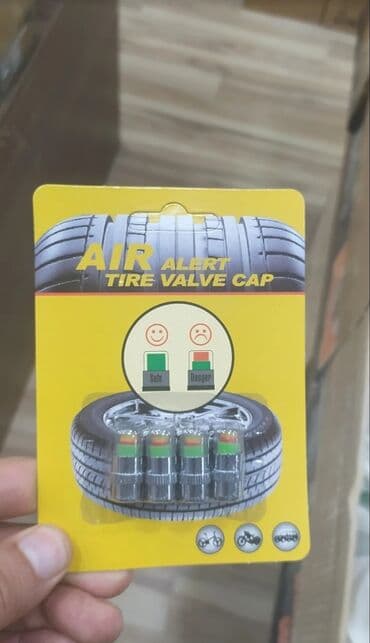 AIR ALERT
TIRE VALVE CAP
Safe Danger